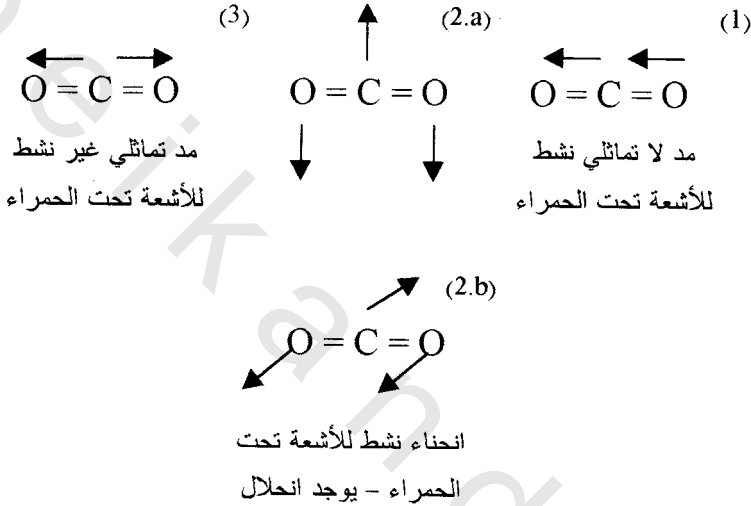 (1)
O = C = O
مد لا تماثلي نشط
للأشعة تحت الحمراء
(2.a)
O = C = O
(3)
O = C = O
مد تماثلي غير نشط
للأشعة تحت الحمراء
(2.b)
O = C = O
انحناء نشط للأشعة تحت
الحمراء – يوجد انحلال
e i k a n d